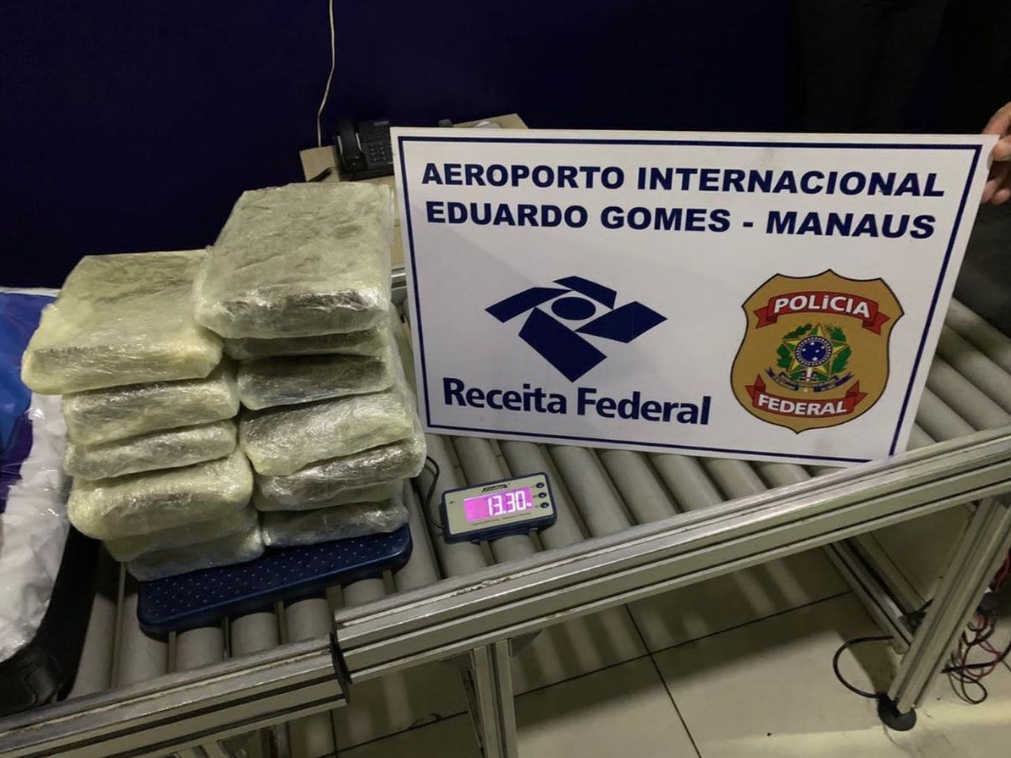 AEROPORTO INTERNACIONAL
EDUARDO GOMES - MANAUS
Receita Federal
POLÍCIA
FEDERAL
13.30